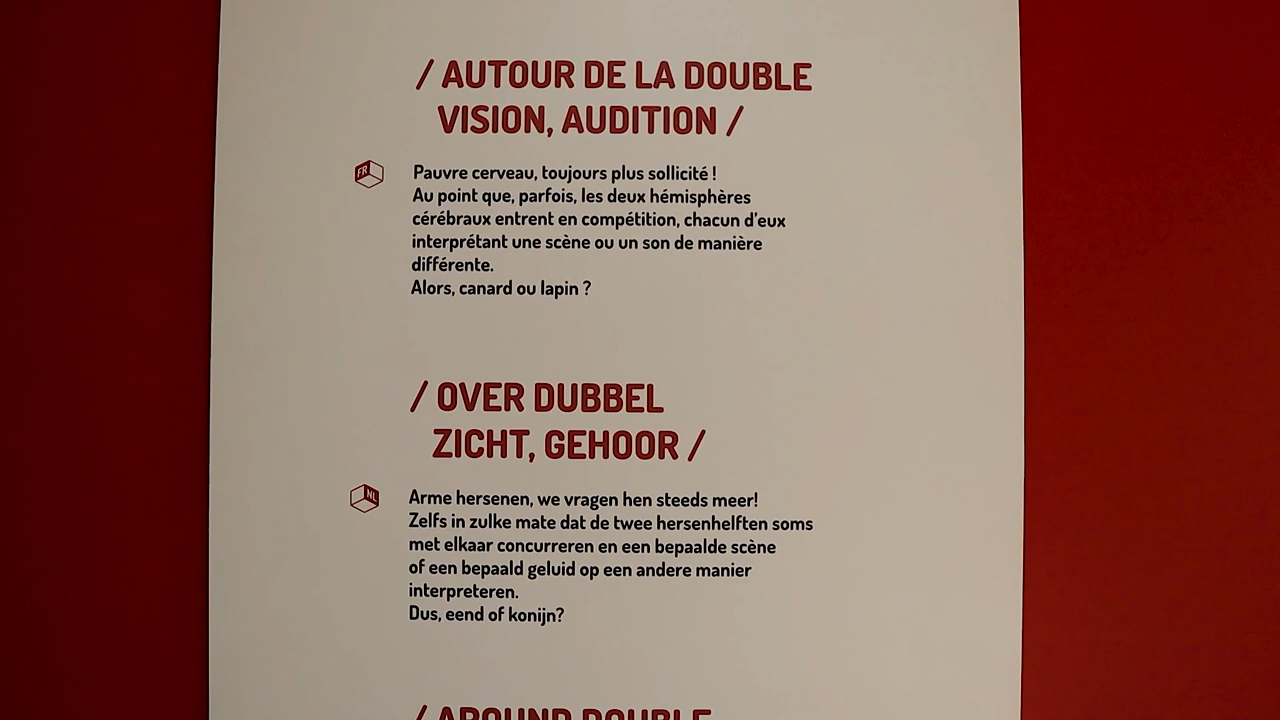 / AUTOUR DE LA DOUBLE
VISION, AUDITION /
FR
Pauvre cerveau, toujours plus sollicité !
Au point que, parfois, les deux hémisphères
cérébraux entrent en compétition, chacun d'eux
interprétant une scène ou un son de manière
différente.
Alors, canard ou lapin ?
/ OVER DUBBEL
ZICHT, GEHOOR /
NL
Arme hersenen, we vragen hen steeds meer!
Zelfs in zulke mate dat de twee hersenhelften soms
met elkaar concurreren en een bepaalde scène
of een bepaald geluid op een andere manier
interpreteren.
Dus, eend of konijn?
/ AROUND DOUBLE